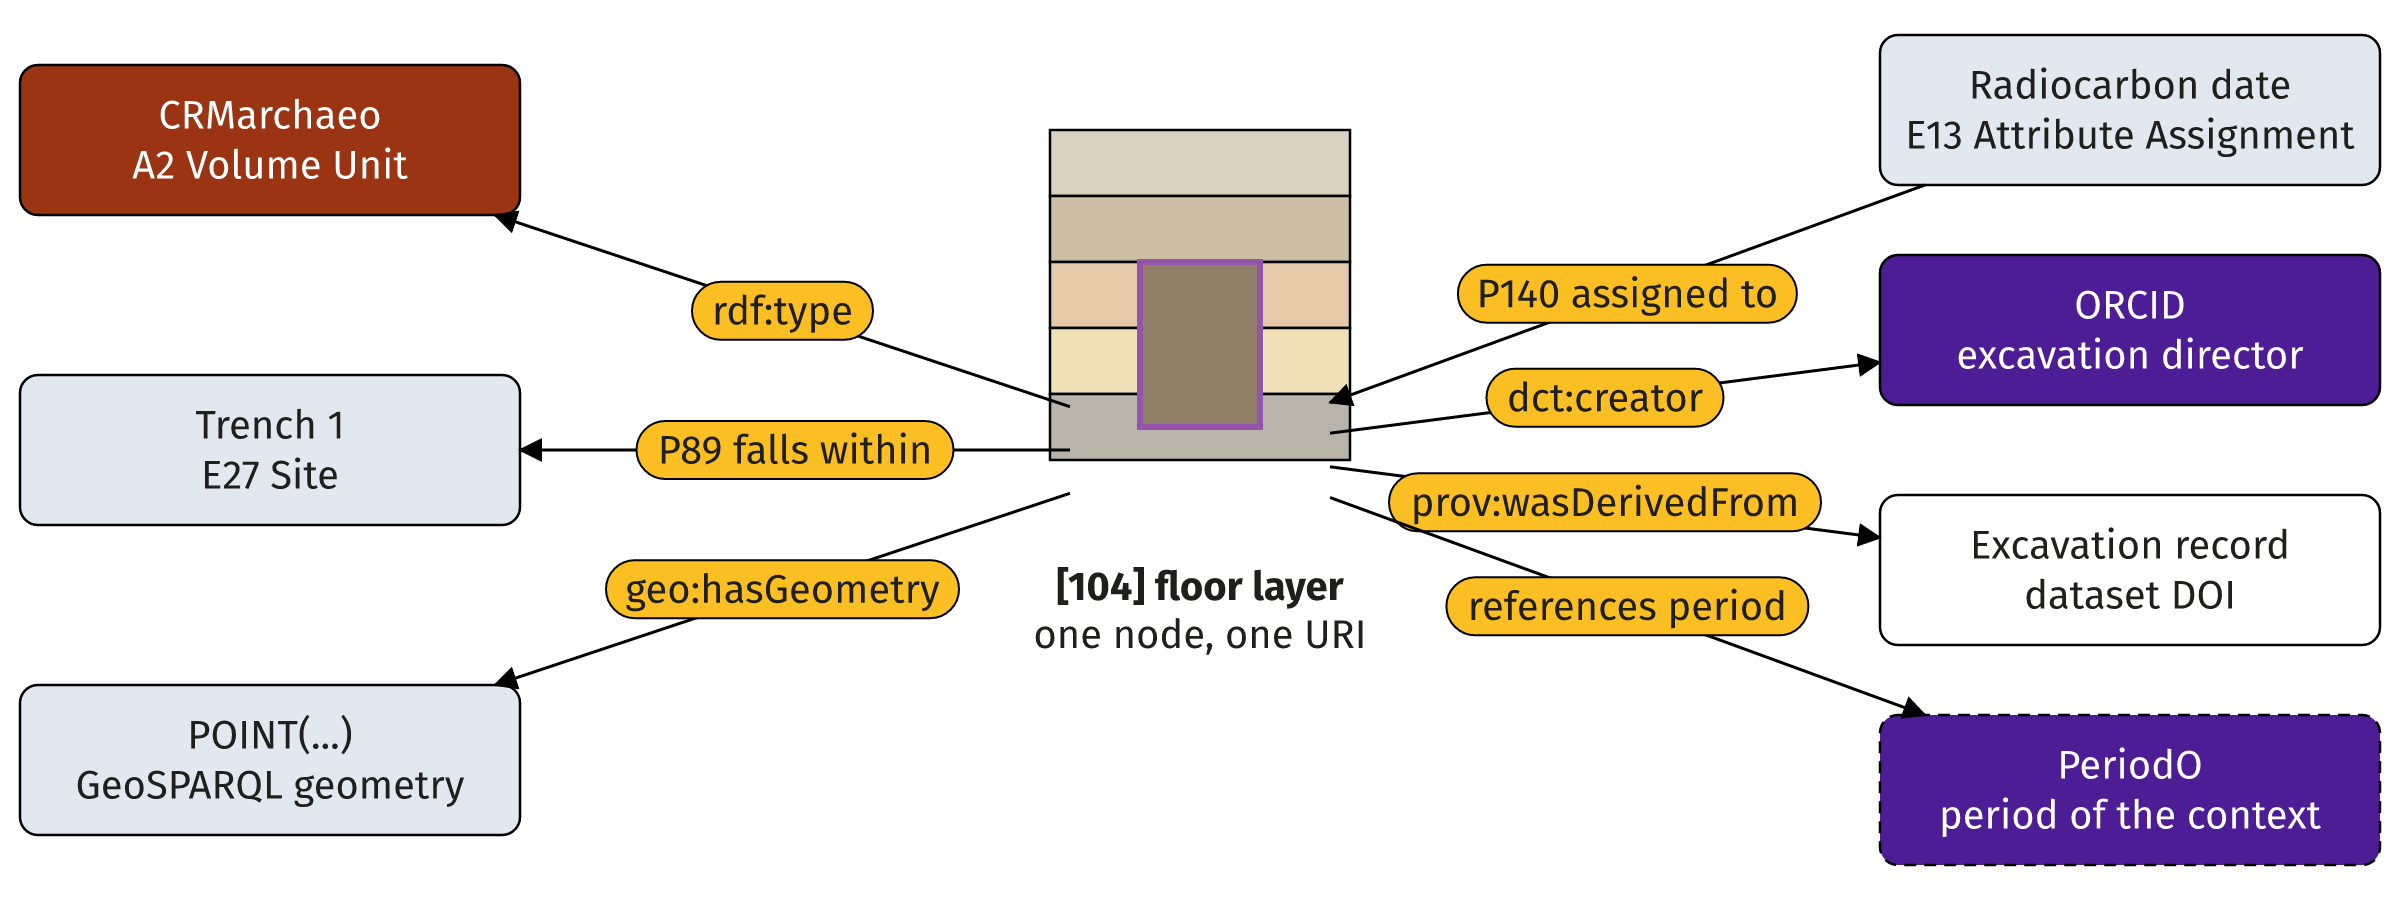 CRMarchaeo
A2 Volume Unit
Trench 1
E27 Site
POINT(...)
GeoSPARQL geometry
rdf:type
P89 falls within
geo:hasGeometry
[104] floor layer
one node, one URI
P140 assigned to
dct:creator
prov:wasDerivedFrom
references period
Radiocarbon date
E13 Attribute Assignment
ORCID
excavation director
Excavation record
dataset DOI
PeriodO
period of the context